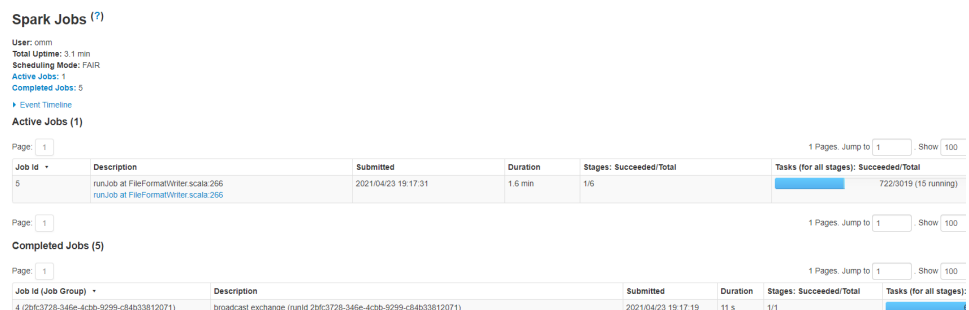 Spark Jobs (?)
User: omm
Total Uptime: 3.1 min
Scheduling Mode: FAIR
Active Jobs: 1
Completed Jobs: 5
Event Timeline
Active Jobs (1)
Page: 1 1 Pages. Jump to 1 . Show 100
Job Id Description Submitted Duration Stages: Succeeded/Total Tasks (for all stages): Succeeded/Total
5 runJob at FileFormatWriter.scala:266 2021/04/23 19:17:31 1.6 min 1/6 722/3019 (15 running)
runJob at FileFormatWriter.scala:266
Page: 1 1 Pages. Jump to 1 . Show 100
Completed Jobs (5)
Page: 1 1 Pages. Jump to 1 . Show 100
Job Id (Job Group) Description Submitted Duration Stages: Succeeded/Total Tasks (for all stages):
4 (2bfc3728-346e-4cbb-9299-c84b33812071) broadcast exchange (runId 2bfc3728-346e-4cbb-9299-c84b33812071) 2021/04/23 19:17:19 11 s 1/1